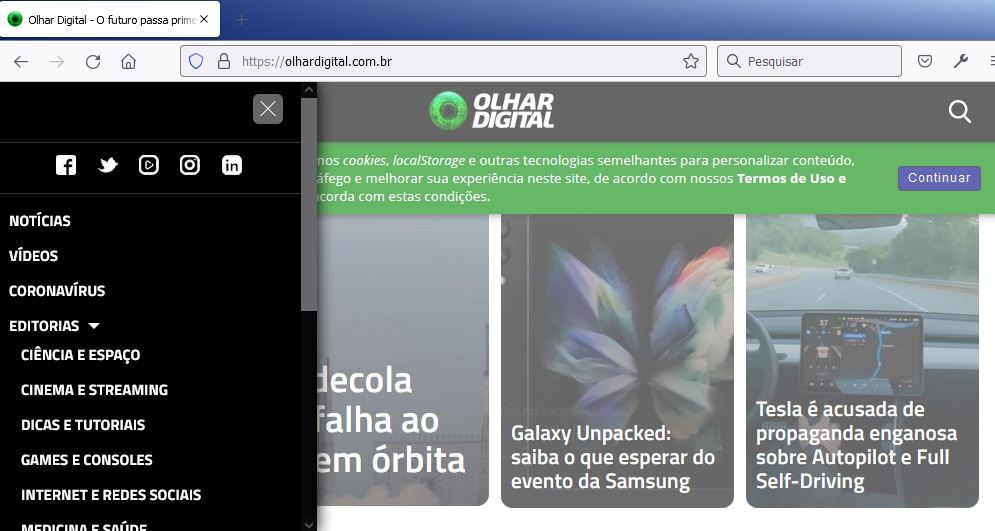 Olhar Digital - O futuro passa prime
https://olhardigital.com.br
Pesquisar
OLHAR
DIGITAL
mos cookies, localStorage e outras tecnologias semelhantes para personalizar conteúdo,
áfego e melhorar sua experiência neste site, de acordo com nossos Termos de Uso e
corda com estas condições.
Continuar
NOTÍCIAS
VÍDEOS
CORONAVÍRUS
EDITORIAS
CIÊNCIA E ESPAÇO
CINEMA E STREAMING
DICAS E TUTORIAIS
GAMES E CONSOLES
INTERNET E REDES SOCIAIS
MEDICINA E SAÚDE
decola
falha ao
em órbita
Galaxy Unpacked:
saiba o que esperar do
evento da Samsung
Tesla é acusada de
propaganda enganosa
sobre Autopilot e Full
Self-Driving